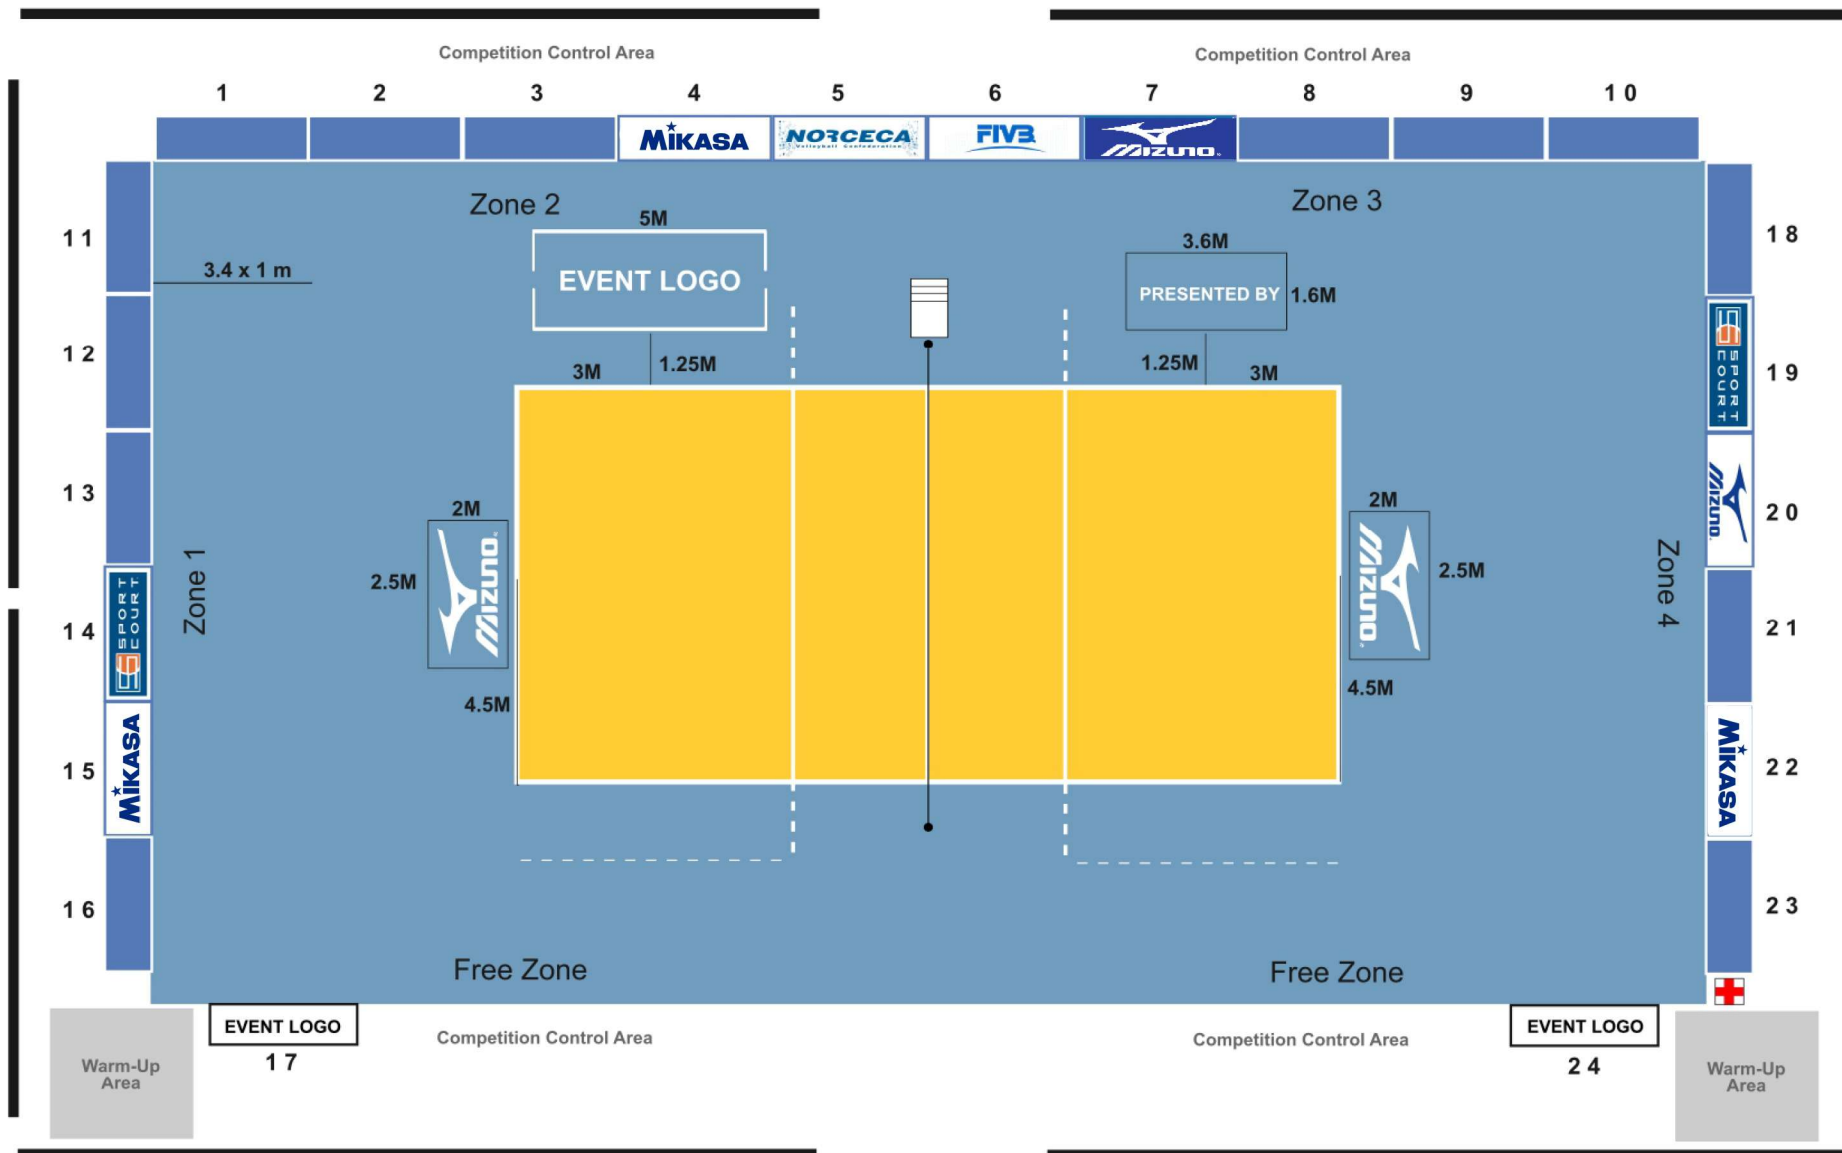 Competition Control Area
Competition Control Area
1 2 3 4 5 6 7 8 9 10
MiKASA
NORCECA
Volleyball Confederation
FIVB
MIZUNO
Zone 2
Zone 3
11
5M
3.6M
18
3.4 x 1 m
EVENT LOGO
PRESENTED BY
1.6M
12
3M
1.25M
1.25M
3M
SPORT
COURT
19
13
2M
2M
MIZUNO
20
Zone 1
2.5M
MIZUNO
MIZUNO
2.5M
Zone 4
14
SPORT
COURT
21
4.5M
4.5M
15
MiKASA
MiKASA
22
16
23
Free Zone
Free Zone
EVENT LOGO
17
Competition Control Area
Competition Control Area
EVENT LOGO
24
Warm-Up
Area
Warm-Up
Area